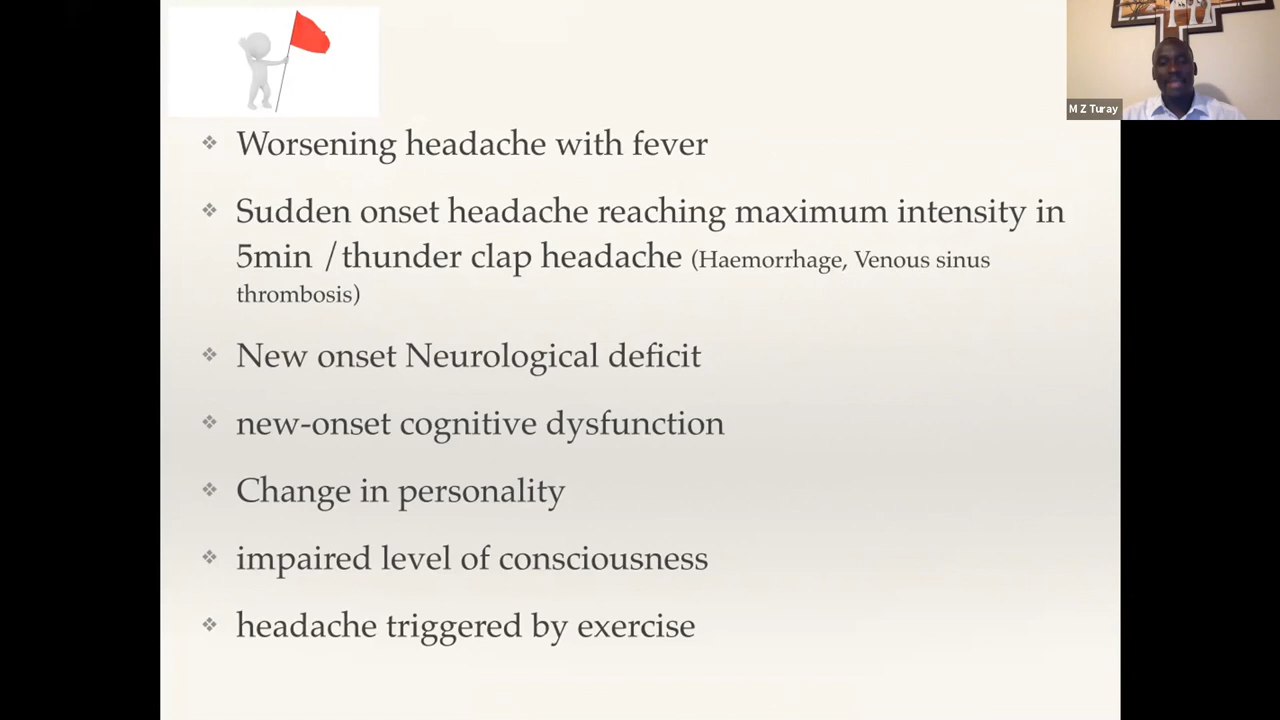 M Z Turay
Worsening headache with fever
Sudden onset headache reaching maximum intensity in
5min / thunder clap headache (Haemorrhage, Venous sinus
thrombosis)
New onset Neurological deficit
new-onset cognitive dysfunction
Change in personality
impaired level of consciousness
headache triggered by exercise